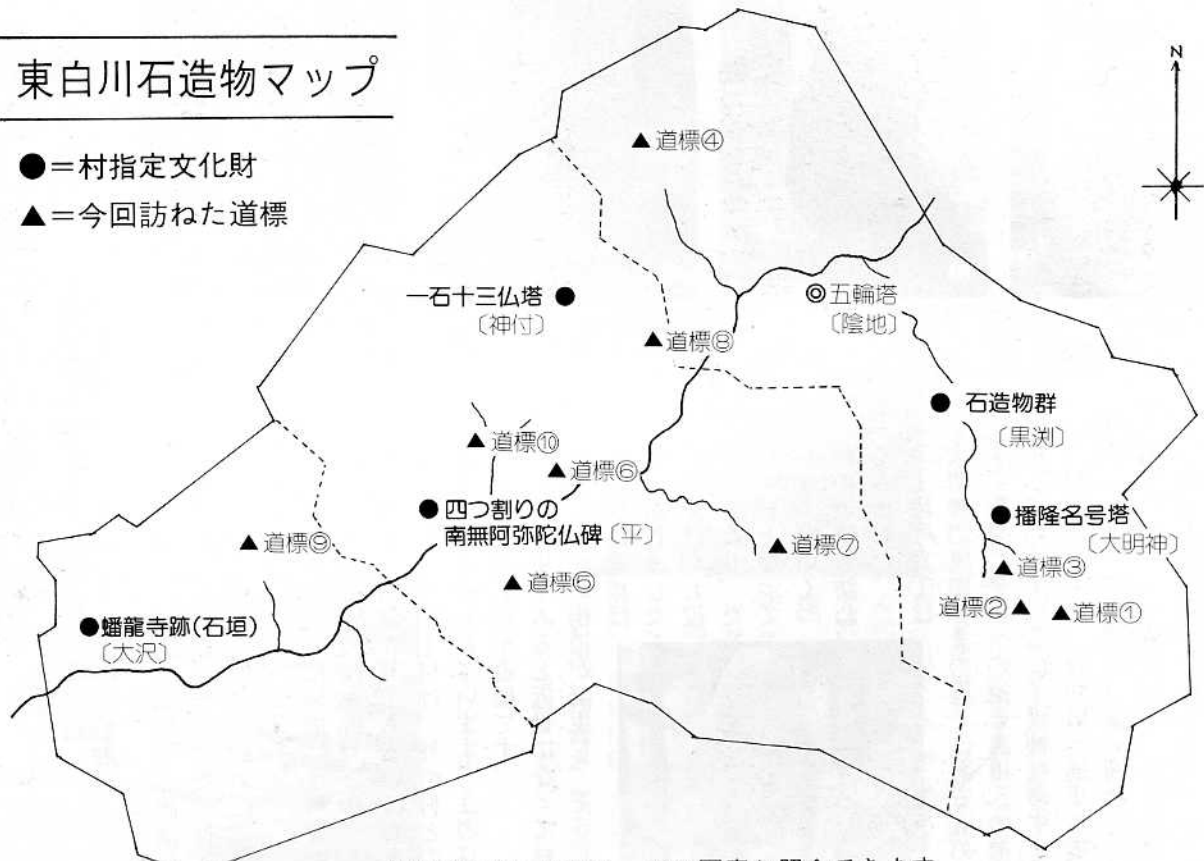 東白川石造物マップ
●=村指定文化財
▲=今回訪ねた道標
N
▲道標④
一石十三仏塔●
〔神付〕
◎五輪塔
〔陰地〕
▲道標⑧
●石造物群
〔黒渕〕
▲道標⑩
▲道標⑥
●四つ割りの
南無阿弥陀仏碑〔平〕
●播隆名号塔
〔大明神〕
▲道標⑨
▲道標⑦
▲道標③
▲道標⑤
道標②▲
▲道標①
●蟠龍寺跡(石垣)
〔大沢〕